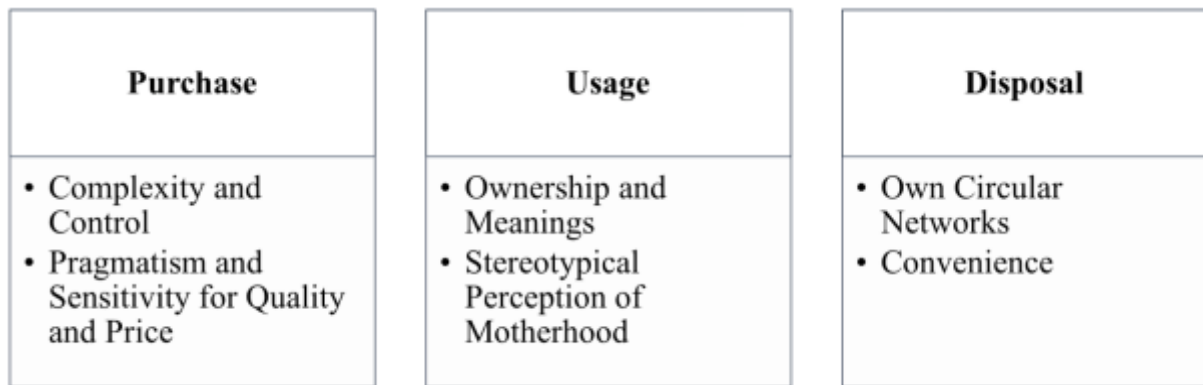 Purchase
• Complexity and
Control
• Pragmatism and
Sensitivity for Quality
and Price
Usage
• Ownership and
Meanings
• Stereotypical
Perception of
Motherhood
Disposal
• Own Circular
Networks
• Convenience